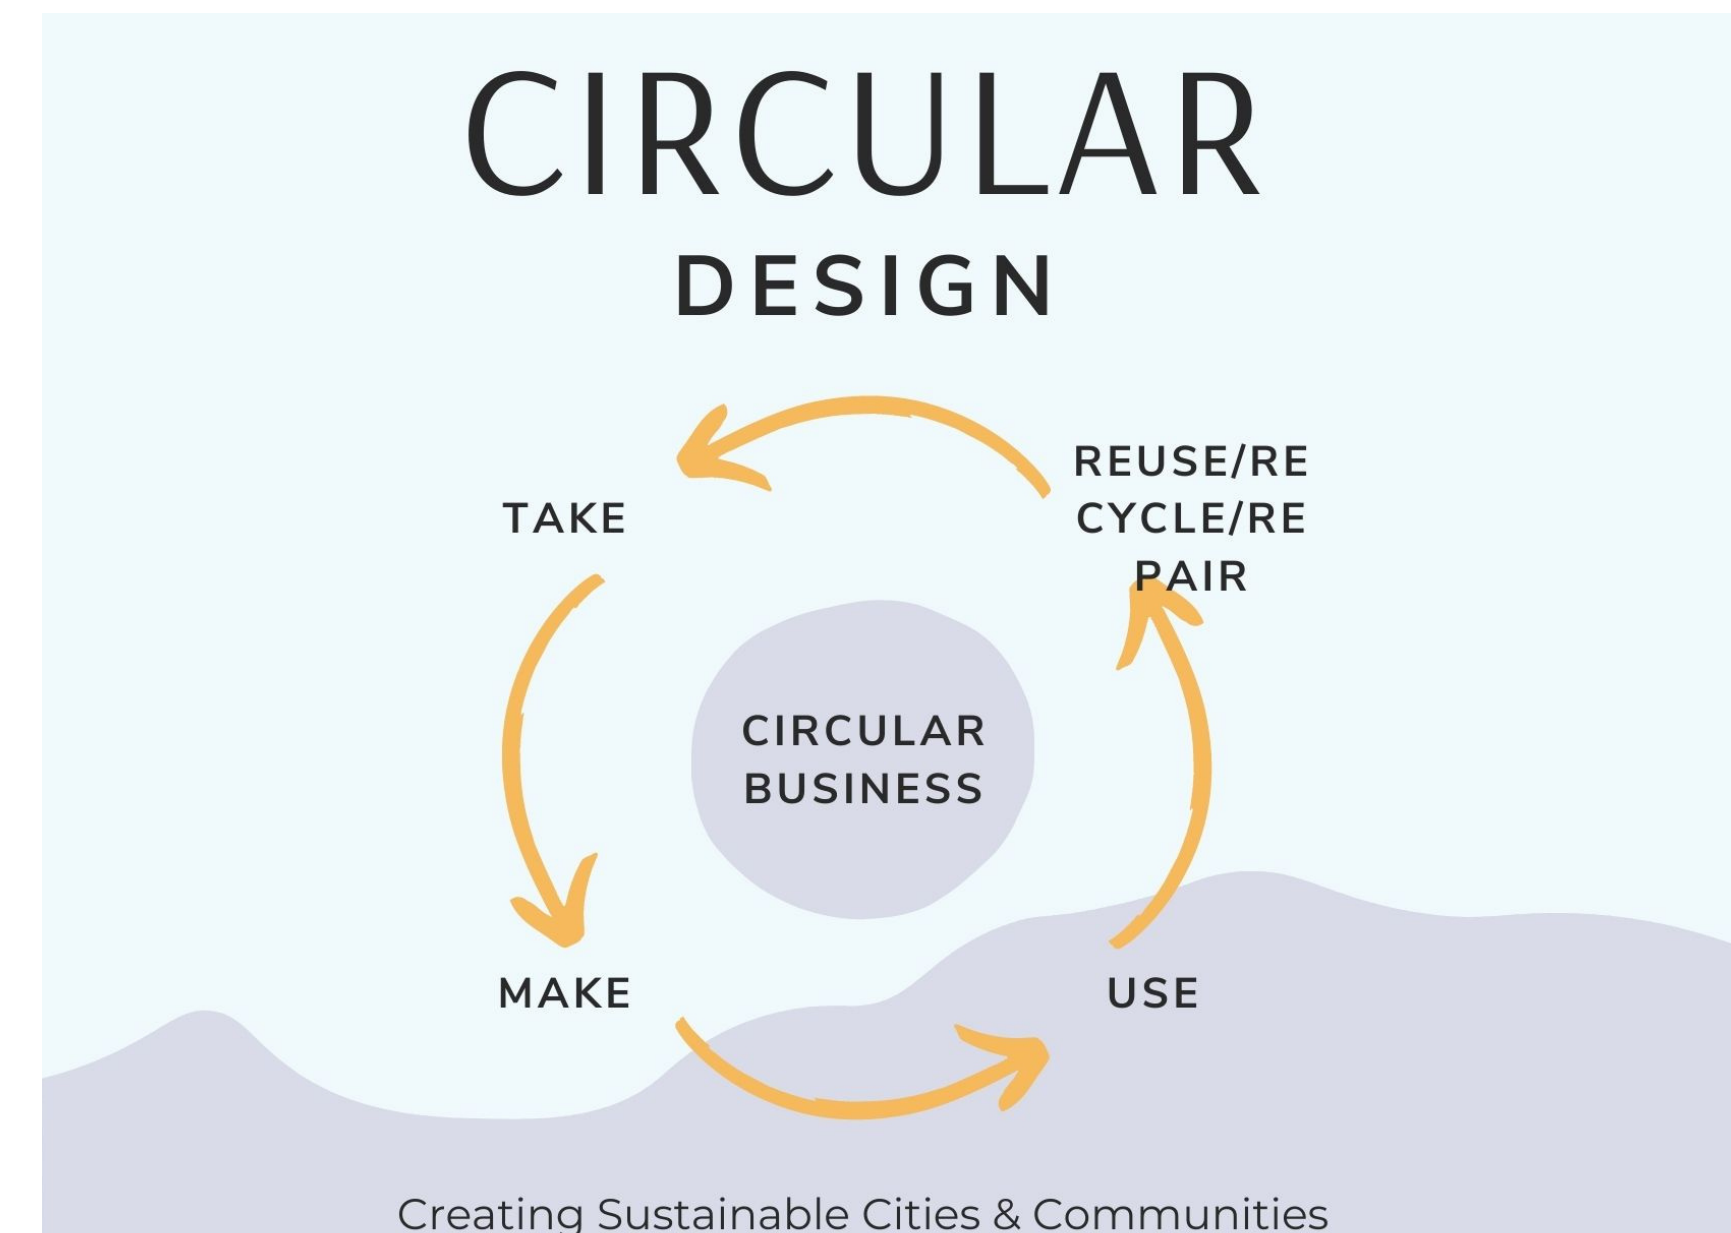 CIRCULAR
DESIGN
REUSE/RE
CYCLE/RE
PAIR
TAKE
CIRCULAR
BUSINESS
MAKE
USE
Creating Sustainable Cities & Communities